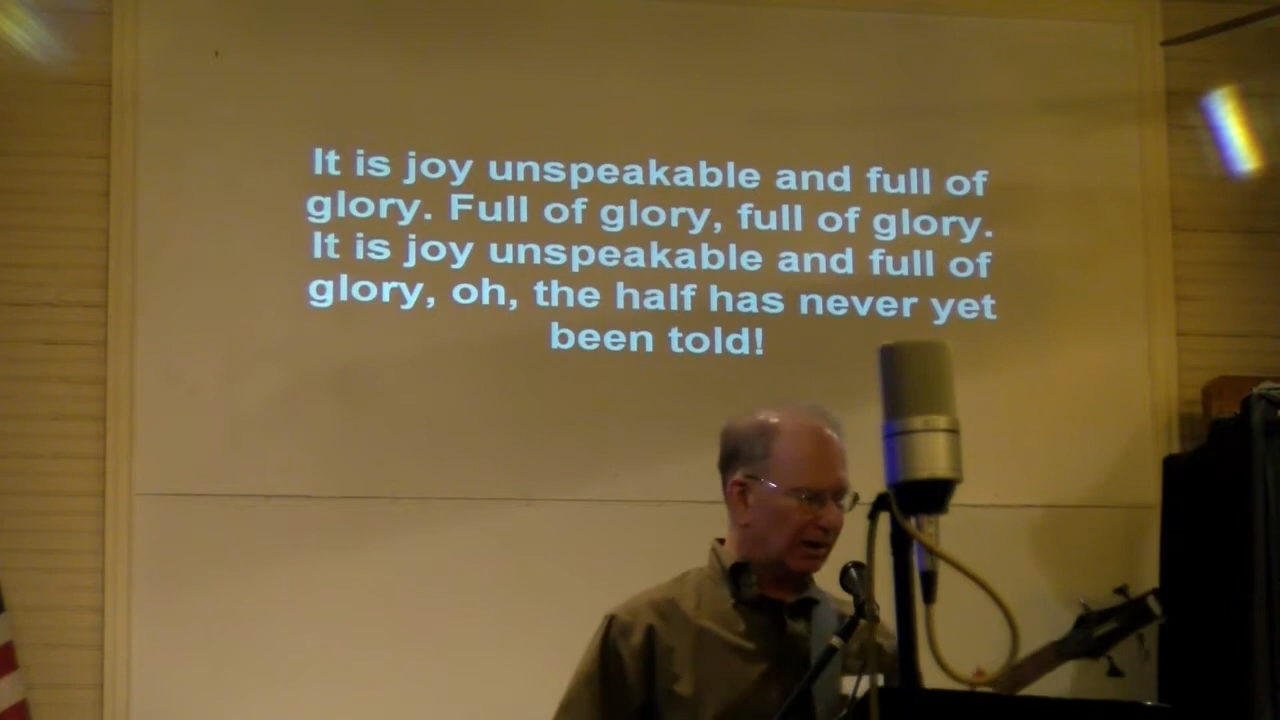 It is joy unspeakable and full of
glory. Full of glory, full of glory.
It is joy unspeakable and full of
glory, oh, the half has never yet
been told!